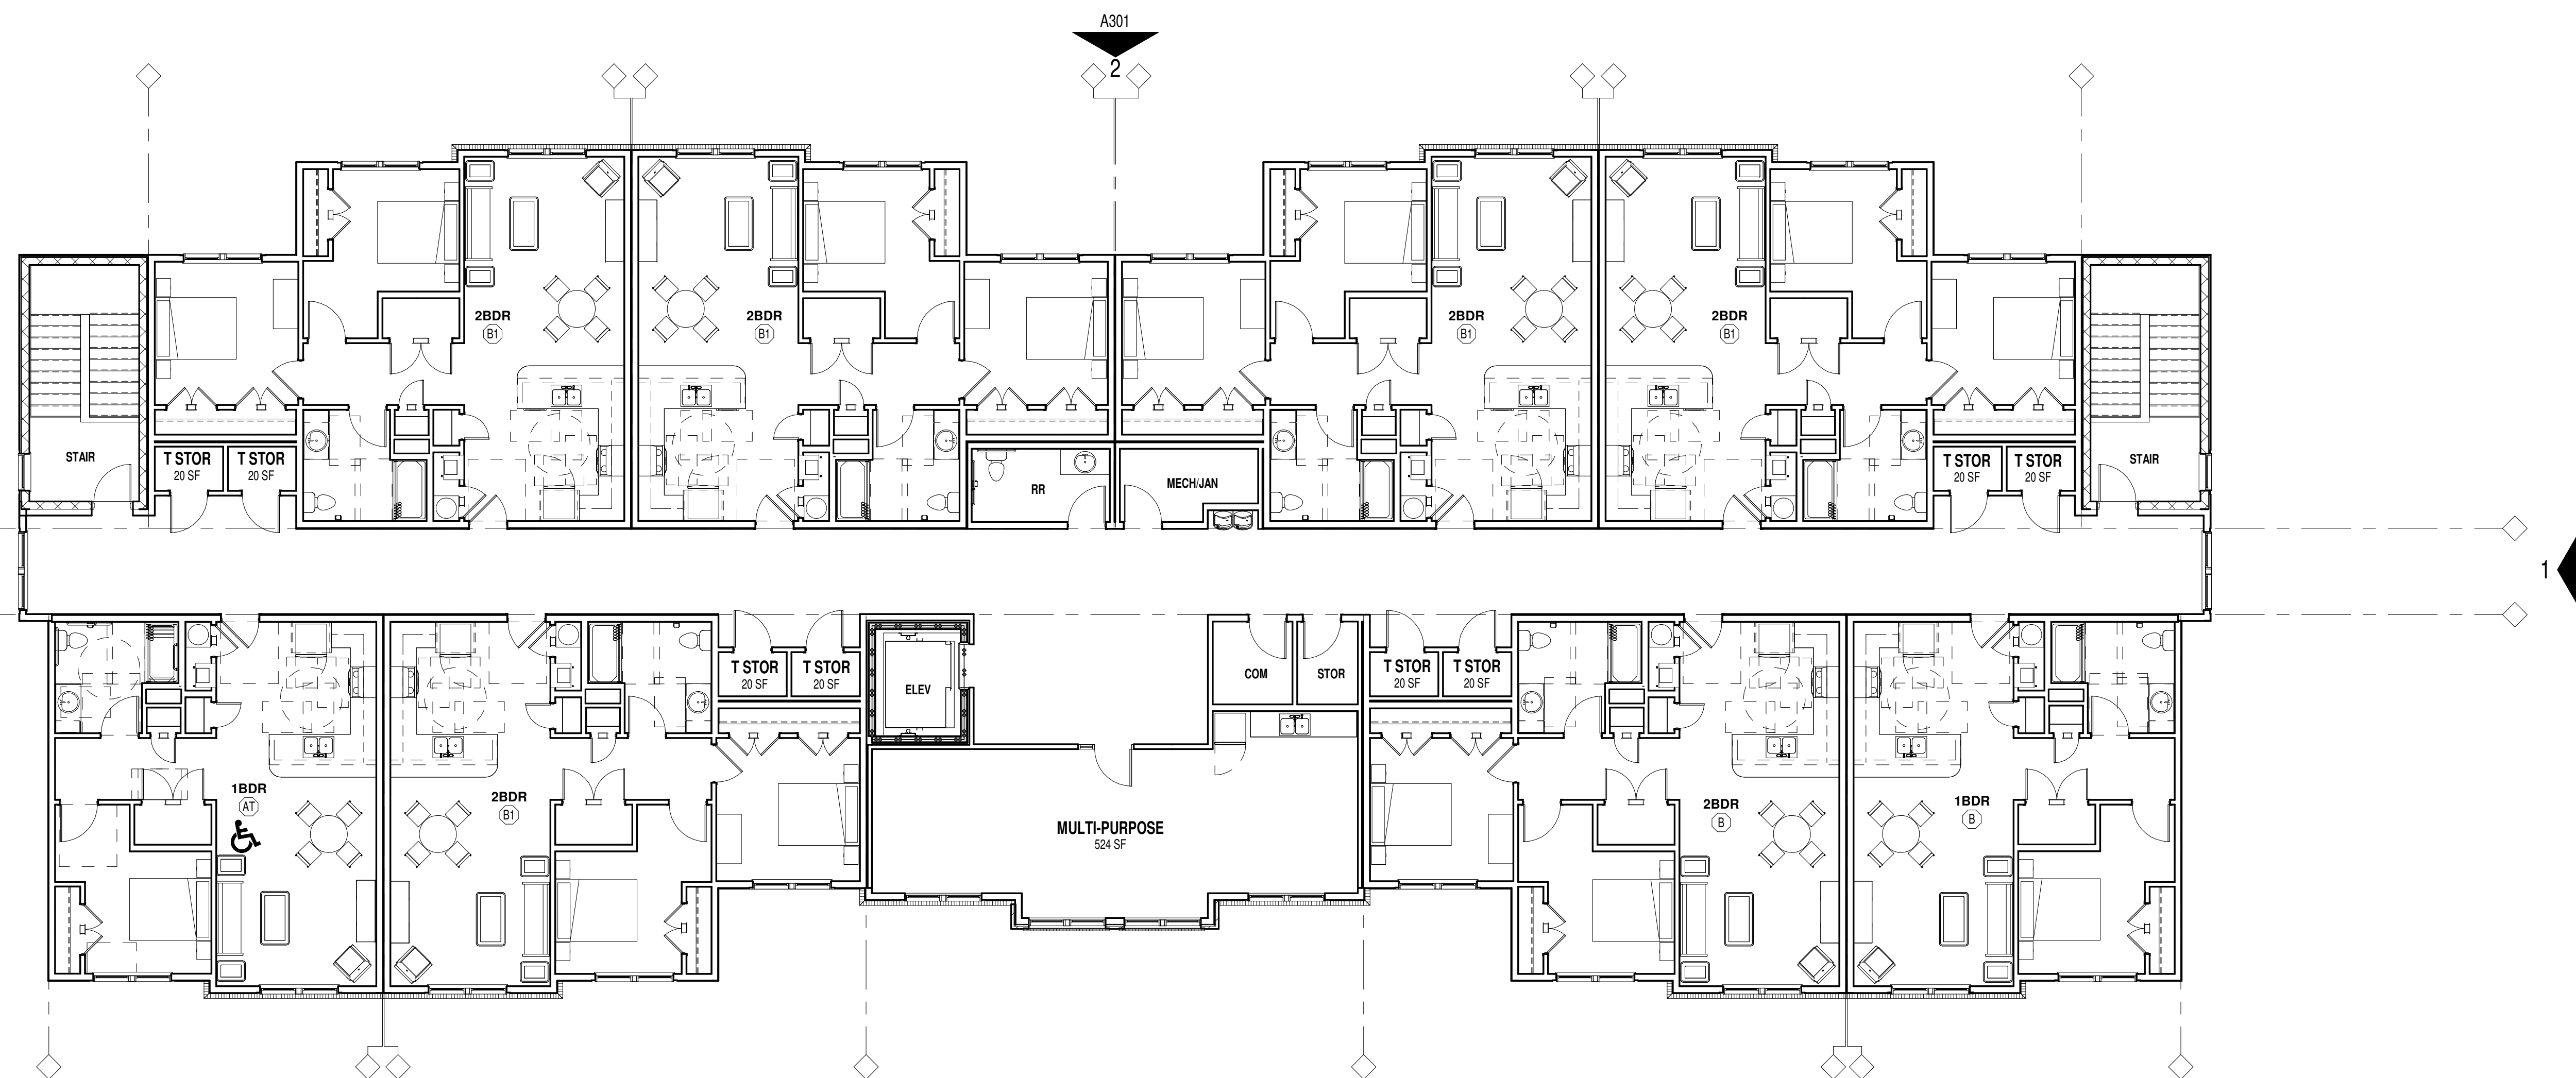 A301
2
2BDR
B1
2BDR
B1
2BDR
B1
2BDR
B1
STAIR
T STOR
20 SF
T STOR
20 SF
RR
MECH/JAN
T STOR
20 SF
T STOR
20 SF
STAIR
1
T STOR
20 SF
T STOR
20 SF
ELEV
COM
STOR
T STOR
20 SF
T STOR
20 SF
1BDR
AT
2BDR
B1
MULTI-PURPOSE
524 SF
2BDR
B
1BDR
B